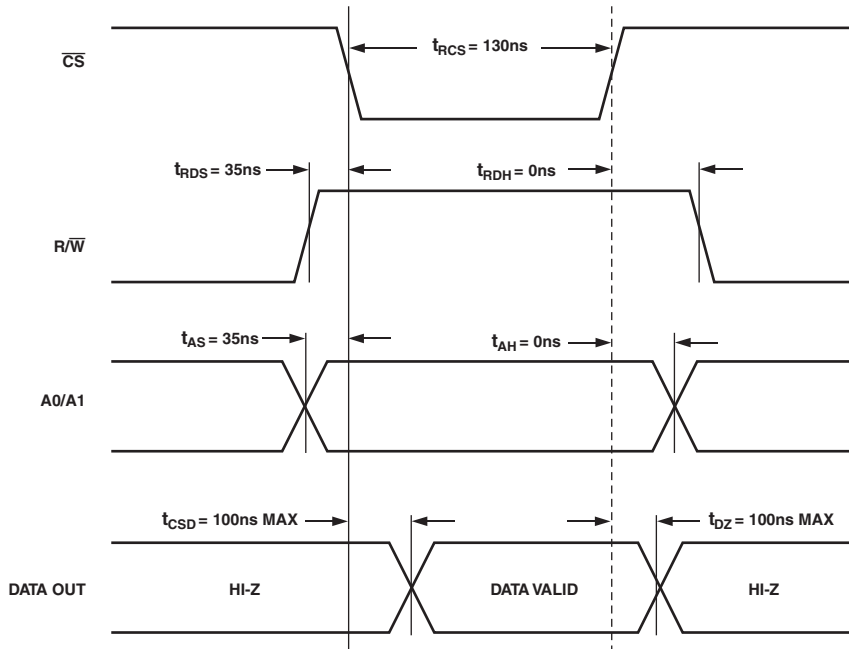 CS
tRCS = 130ns
tRDS = 35ns
tRDH = 0ns
R/W
tAS = 35ns
tAH = 0ns
A0/A1
tCSD = 100ns MAX
tDZ = 100ns MAX
DATA OUT
HI-Z
DATA VALID
HI-Z